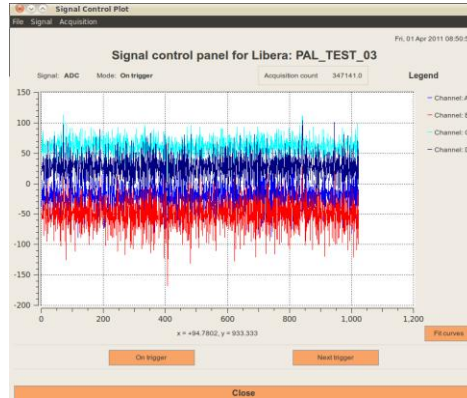 Signal Control Plot
File Signal Acquisition
Fri, 01 Apr 2011 08:50:5
Signal control panel for Libera: PAL_TEST_03
Signal: ADC Mode: On trigger Acquisition count 347141.0 Legend
150
100
50
0
-50
-100
-150
-200
0 200 400 600 800 1,000 1,200
Channel: A
Channel: B
Channel:
Channel: D
x = +94.7802, y = 933.333
Fit curves
On trigger Next trigger
Close